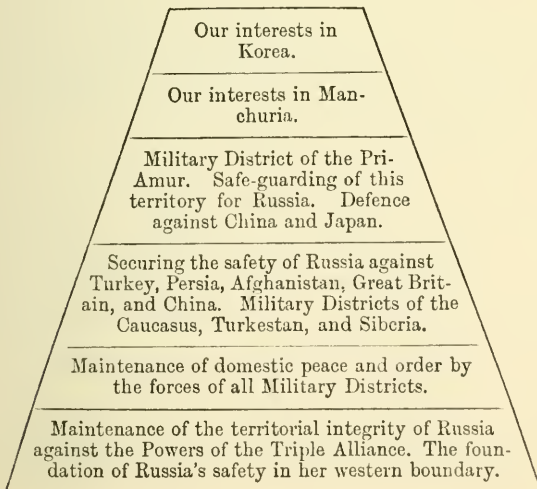 Our interests in
Korea.
Our interests in Man-
churia.
Military District of the Pri-
Amur. Safe-guarding of this
territory for Russia. Defence
against China and Japan.
Securing the safety of Russia against
Turkey, Persia, Afghanistan, Great Brit-
ain, and China. Military Districts of the
Caucasus, Turkestan, and Siberia.
Maintenance of domestic peace and order by
the forces of all Military Districts.
Maintenance of the territorial integrity of Russia
against the Powers of the Triple Alliance. The foun-
dation of Russia's safety in her western boundary.